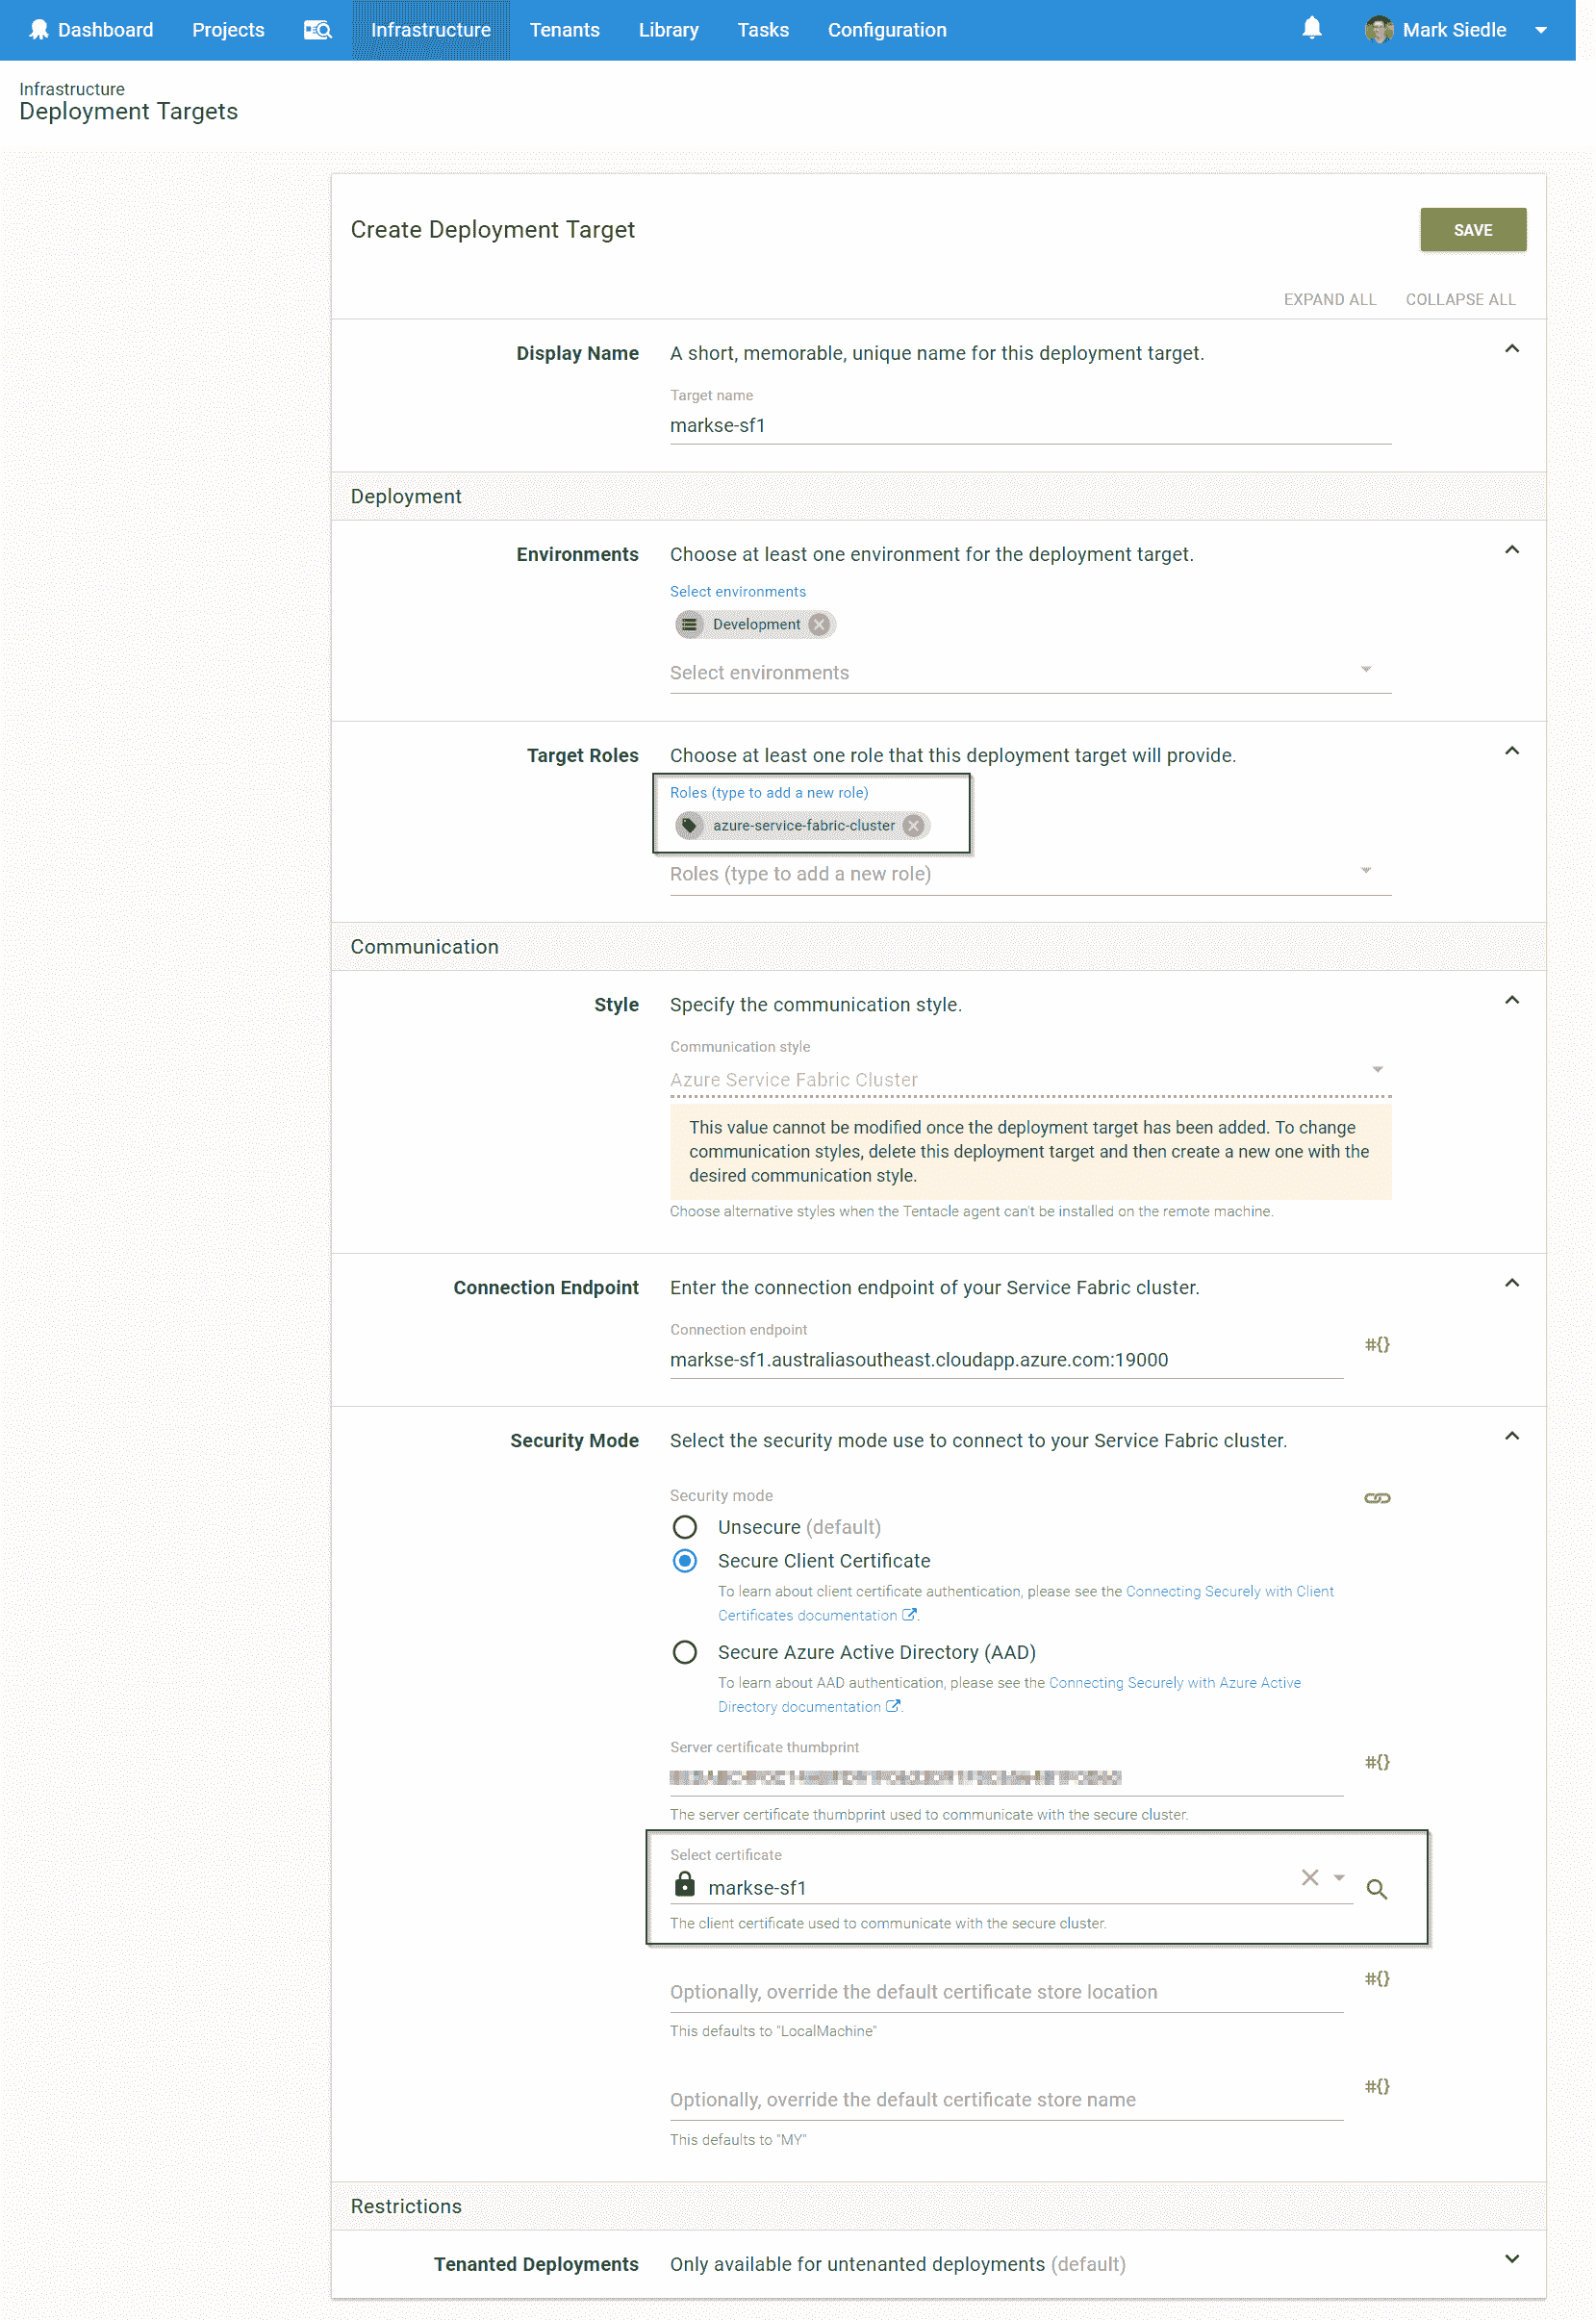 Dashboard Projects Infrastructure Tenants Library Tasks Configuration Mark Siedle
Infrastructure
Deployment Targets
Create Deployment Target
SAVE
EXPAND ALL COLLAPSE ALL
Display Name A short, memorable, unique name for this deployment target.
Target name
markse-sf1
Deployment
Environments Choose at least one environment for the deployment target.
Select environments
Development
Select environments
Target Roles Choose at least one role that this deployment target will provide.
Roles (type to add a new role)
azure-service-fabric-cluster
Roles (type to add a new role)
Communication
Style Specify the communication style.
Communication style
Azure Service Fabric Cluster
This value cannot be modified once the deployment target has been added. To change
communication styles, delete this deployment target and then create a new one with the
desired communication style.
Choose alternative styles when the Tentacle agent can't be installed on the remote machine.
Connection Endpoint Enter the connection endpoint of your Service Fabric cluster.
Connection endpoint
#{}
markse-sf1.australiasoutheast.cloudapp.azure.com:19000
Security Mode Select the security mode use to connect to your Service Fabric cluster.
Security mode
Unsecure (default)
Secure Client Certificate
To learn about client certificate authentication, please see the Connecting Securely with Client
Certificates documentation.
Secure Azure Active Directory (AAD)
To learn about AAD authentication, please see the Connecting Securely with Azure Active
Directory documentation.
Server certificate thumbprint
#{}
The server certificate thumbprint used to communicate with the secure cluster.
Select certificate
markse-sf1
The client certificate used to communicate with the secure cluster.
#{}
Optionally, override the default certificate store location
This defaults to "LocalMachine"
#{}
Optionally, override the default certificate store name
This defaults to "MY"
Restrictions
Tenanted Deployments Only available for untenanted deployments (default)